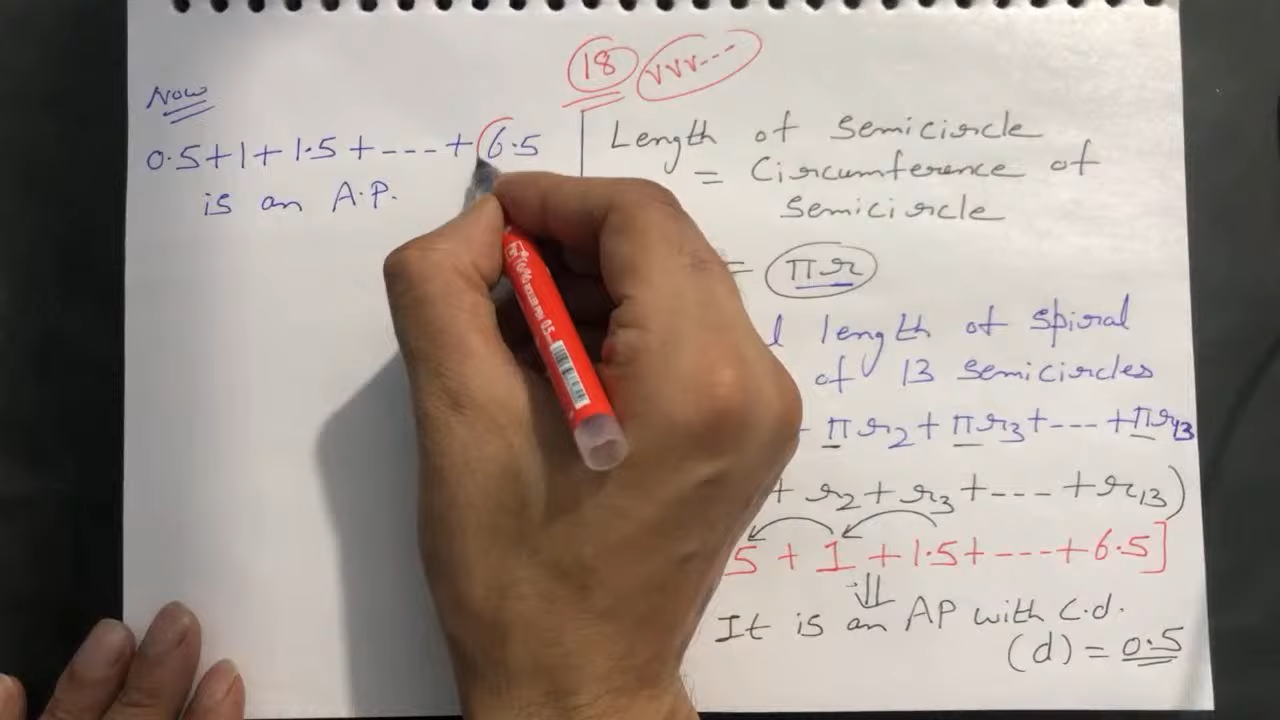 18 √√√---
Now
0.5+1+1.5+---+6.5
is an A.P.
Length of semicircle
= Circumference of
semicircle
= πr
length of spiral
of 13 semicircles
πr₂ + πr₃ + --- + πr₁₃
+ r₂ + r₃ + --- + r₁₃)
5 + 1 + 1.5 + --- + 6.5]
⇓
It is an AP with C.d.
(d) = 0.5
0.5